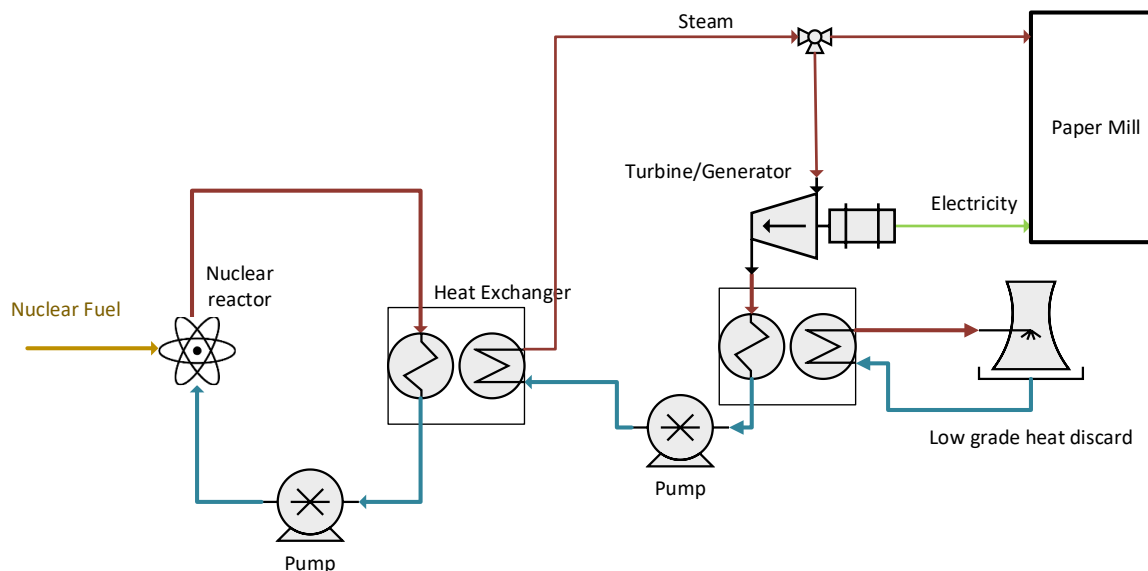 Steam
Paper Mill
Turbine/Generator
Electricity
Nuclear
reactor
Heat Exchanger
Nuclear Fuel
Low grade heat discard
Pump
Pump